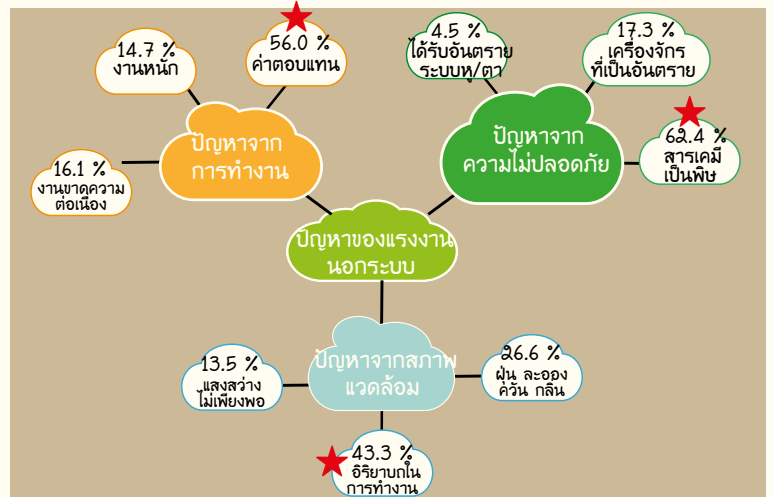 14.7 %
งานหนัก
56.0 %
ค่าตอบแทน
4.5 %
ได้รับอันตราย
ระบบหู/ตา
17.3 %
เครื่องจักร
ที่เป็นอันตราย
ปัญหาจาก
การทำงาน
ปัญหาจาก
ความไม่ปลอดภัย
62.4 %
สารเคมี
เป็นพิษ
16.1 %
งานขาดความ
ต่อเนื่อง
ปัญหาของแรงงาน
นอกระบบ
ปัญหาจากสภาพ
แวดล้อม
13.5 %
แสงสว่าง
ไม่เพียงพอ
26.6 %
ฝุ่น ละออง
ควัน กลิ่น
43.3 %
อิริยาบถใน
การทำงาน